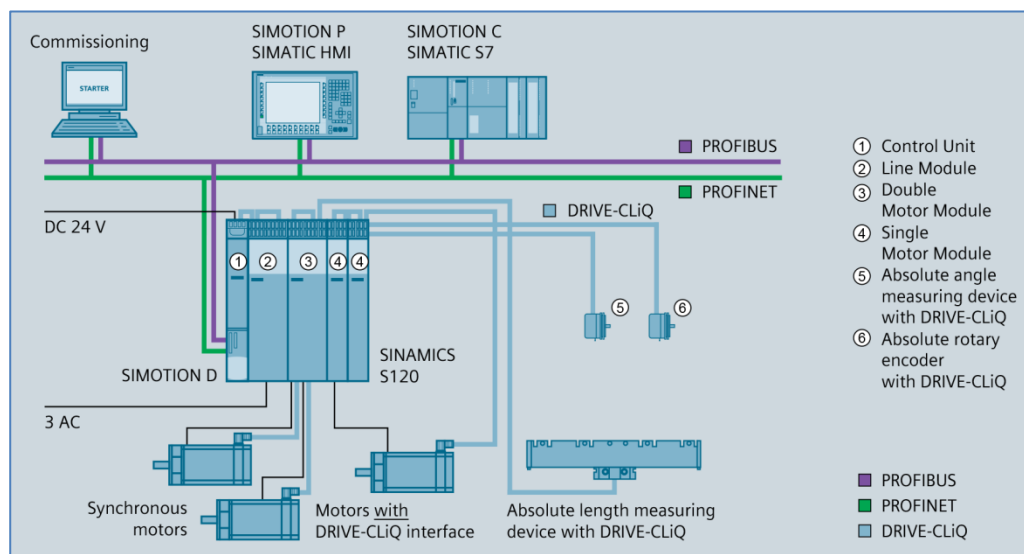 Commissioning
STARTER
SIMOTION P
SIMATIC HMI
SIMOTION C
SIMATIC S7
PROFIBUS
PROFINET
DC 24 V
DRIVE-CLiQ
1
2
3
4
4
5
6
SIMOTION D
SINAMICS
S120
3 AC
Synchronous
motors
Motors with
DRIVE-CLiQ interface
Absolute length measuring
device with DRIVE-CLiQ
1 Control Unit
2 Line Module
3 Double
Motor Module
4 Single
Motor Module
5 Absolute angle
measuring device
with DRIVE-CLiQ
6 Absolute rotary
encoder
with DRIVE-CLiQ
PROFIBUS
PROFINET
DRIVE-CLiQ